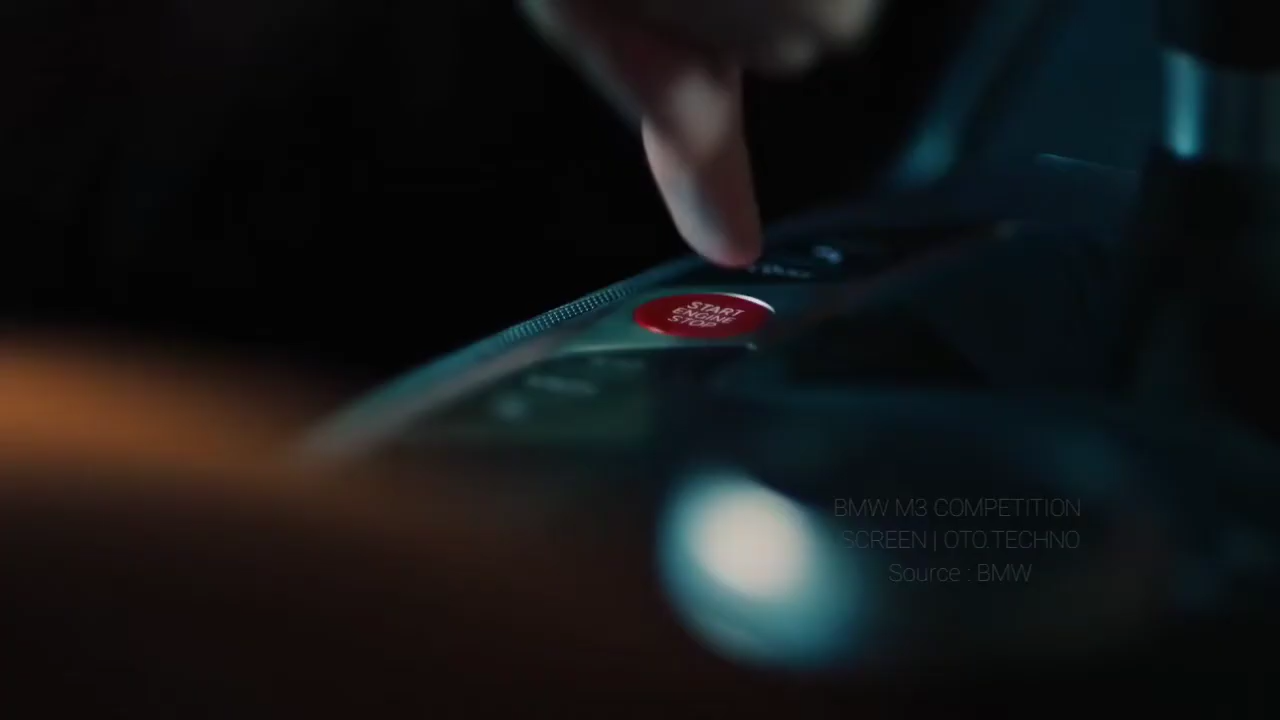 START
ENGINE
STOP
BMW M3 COMPETITION
SCREEN | OTO.TECHNO
Source : BMW